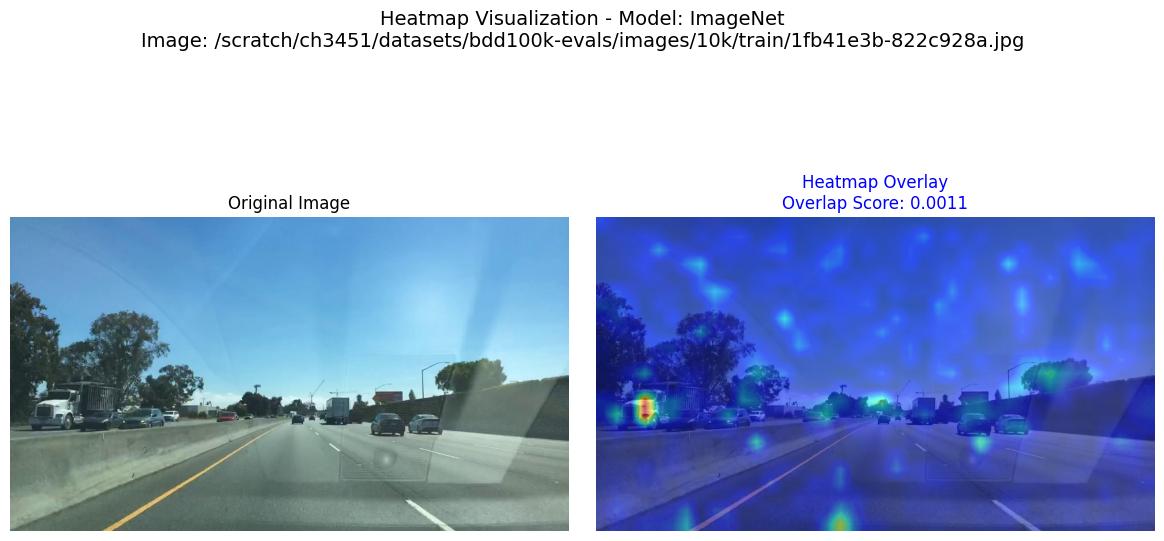 Heatmap Visualization - Model: ImageNet
Image: /scratch/ch3451/datasets/bdd100k-evals/images/10k/train/1fb41e3b-822c928a.jpg
Original Image
Heatmap Overlay
Overlap Score: 0.0011